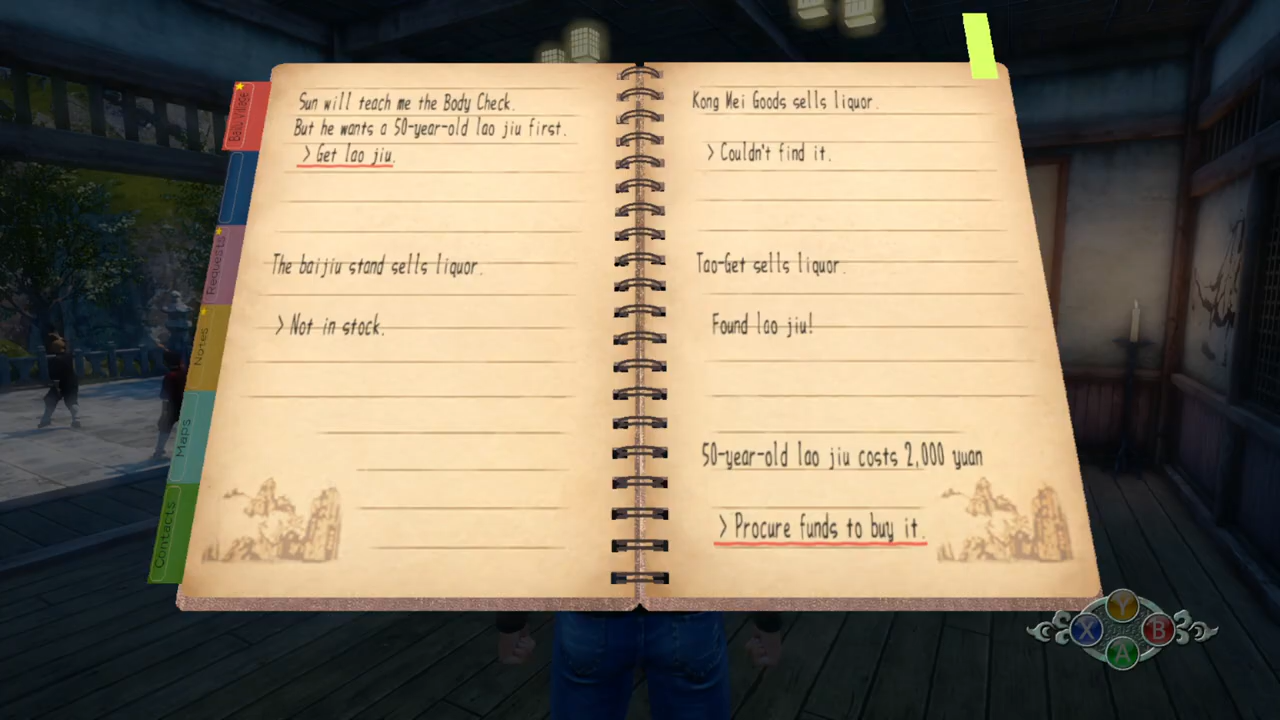 Sun will teach me the Body Check.
But he wants a 50-year-old lao jiu first.
> Get lao jiu.
The baijiu stand sells liquor.
> Not in stock.
Kong Mei Goods sells liquor.
> Couldn't find it.
Tao-Get sells liquor.
Found lao jiu!
50-year-old lao jiu costs 2,000 yuan
> Procure funds to buy it.
Bailu Village
Requests
Notes
Maps
Contacts
Y
X
B
A